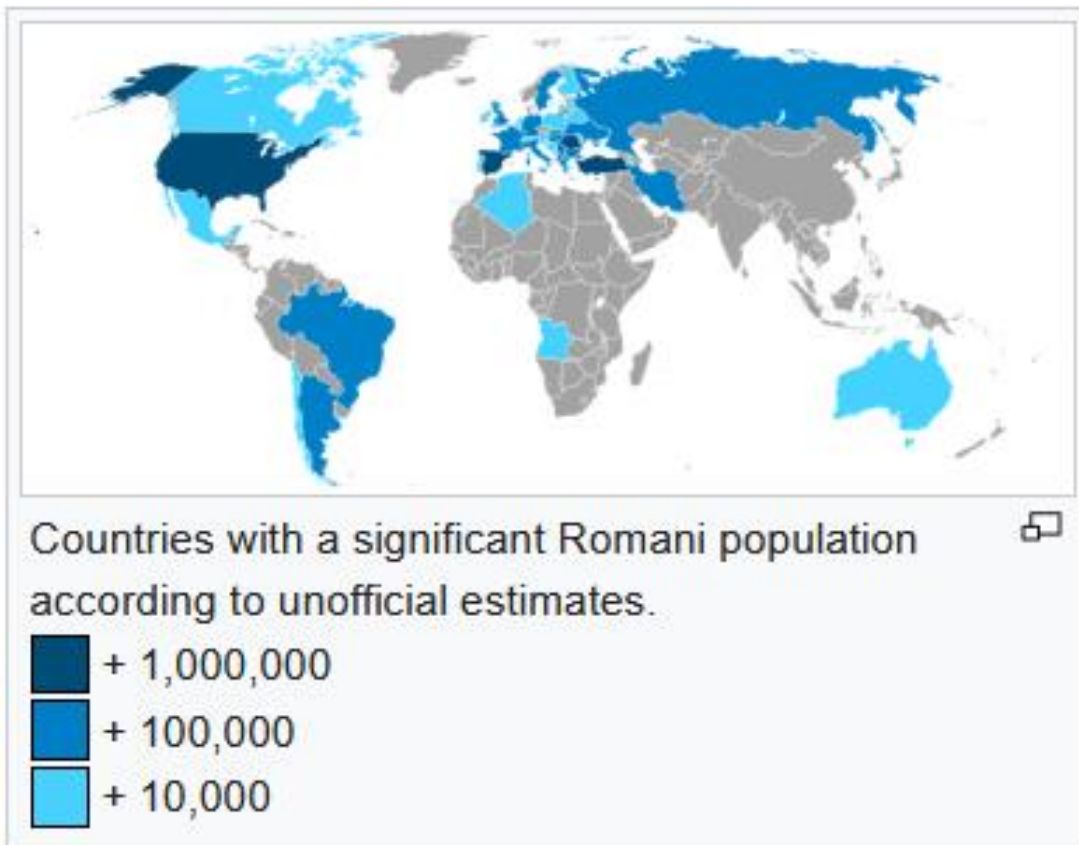 Countries with a significant Romani population
according to unofficial estimates.
+ 1,000,000
+ 100,000
+ 10,000